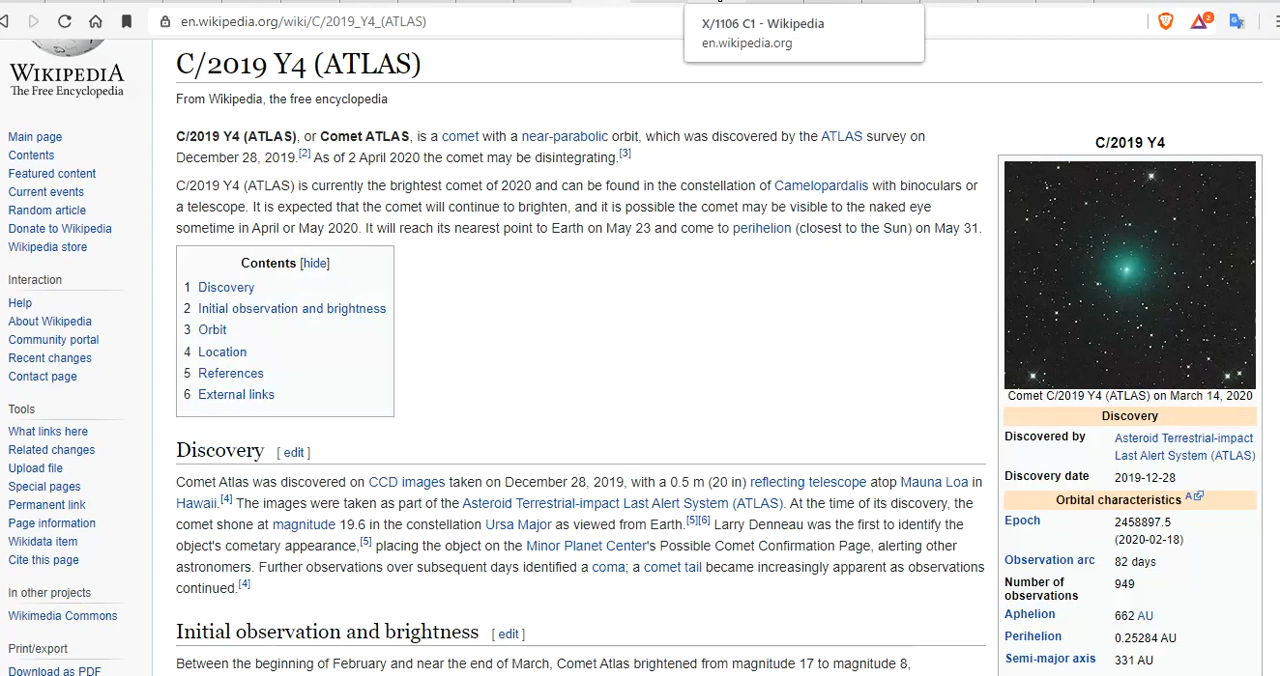 en.wikipedia.org/wiki/C/2019_Y4_(ATLAS)
2
X/1106 C1 - Wikipedia
en.wikipedia.org
WIKIPEDIA
The Free Encyclopedia
Main page
Contents
Featured content
Current events
Random article
Donate to Wikipedia
Wikipedia store
Interaction
Help
About Wikipedia
Community portal
Recent changes
Contact page
Tools
What links here
Related changes
Upload file
Special pages
Permanent link
Page information
Wikidata item
Cite this page
In other projects
Wikimedia Commons
Print/export
Download as PDF
C/2019 Y4 (ATLAS)
From Wikipedia, the free encyclopedia
C/2019 Y4 (ATLAS), or Comet ATLAS, is a comet with a near-parabolic orbit, which was discovered by the ATLAS survey on
December 28, 2019.[2] As of 2 April 2020 the comet may be disintegrating.[3]
C/2019 Y4 (ATLAS) is currently the brightest comet of 2020 and can be found in the constellation of Camelopardalis with binoculars or
a telescope. It is expected that the comet will continue to brighten, and it is possible the comet may be visible to the naked eye
sometime in April or May 2020. It will reach its nearest point to Earth on May 23 and come to perihelion (closest to the Sun) on May 31.
Contents [hide]
1 Discovery
2 Initial observation and brightness
3 Orbit
4 Location
5 References
6 External links
Discovery [ edit ]
Comet Atlas was discovered on CCD images taken on December 28, 2019, with a 0.5 m (20 in) reflecting telescope atop Mauna Loa in
Hawaii.[4] The images were taken as part of the Asteroid Terrestrial-impact Last Alert System (ATLAS). At the time of its discovery, the
comet shone at magnitude 19.6 in the constellation Ursa Major as viewed from Earth.[5][6] Larry Denneau was the first to identify the
object's cometary appearance,[5] placing the object on the Minor Planet Center's Possible Comet Confirmation Page, alerting other
astronomers. Further observations over subsequent days identified a coma; a comet tail became increasingly apparent as observations
continued.[4]
Initial observation and brightness [ edit ]
Between the beginning of February and near the end of March, Comet Atlas brightened from magnitude 17 to magnitude 8,
C/2019 Y4
Comet C/2019 Y4 (ATLAS) on March 14, 2020
Discovery
Discovered by Asteroid Terrestrial-impact
Last Alert System (ATLAS)
Discovery date 2019-12-28
Orbital characteristics A
Epoch 2458897.5
(2020-02-18)
Observation arc 82 days
Number of 949
observations
Aphelion 662 AU
Perihelion 0.25284 AU
Semi-major axis 331 AU